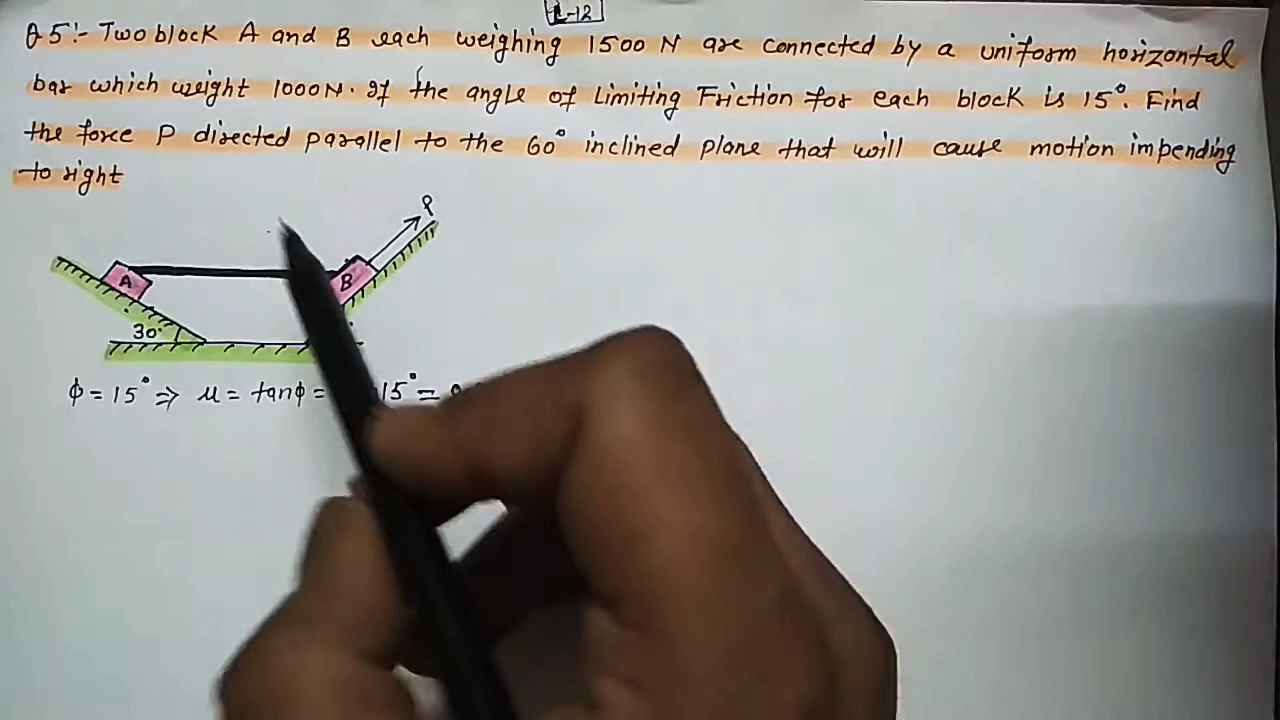 L-12
Q5:- Two block A and B each weighing 1500 N are connected by a uniform horizontal
bar which weight 1000 N. If the angle of Limiting Friction for each block is 15°. Find
the force P directed parallel to the 60° inclined plane that will cause motion impending
to right
P
A B
30°
φ = 15° ⇒ μ = tanφ = 15° =